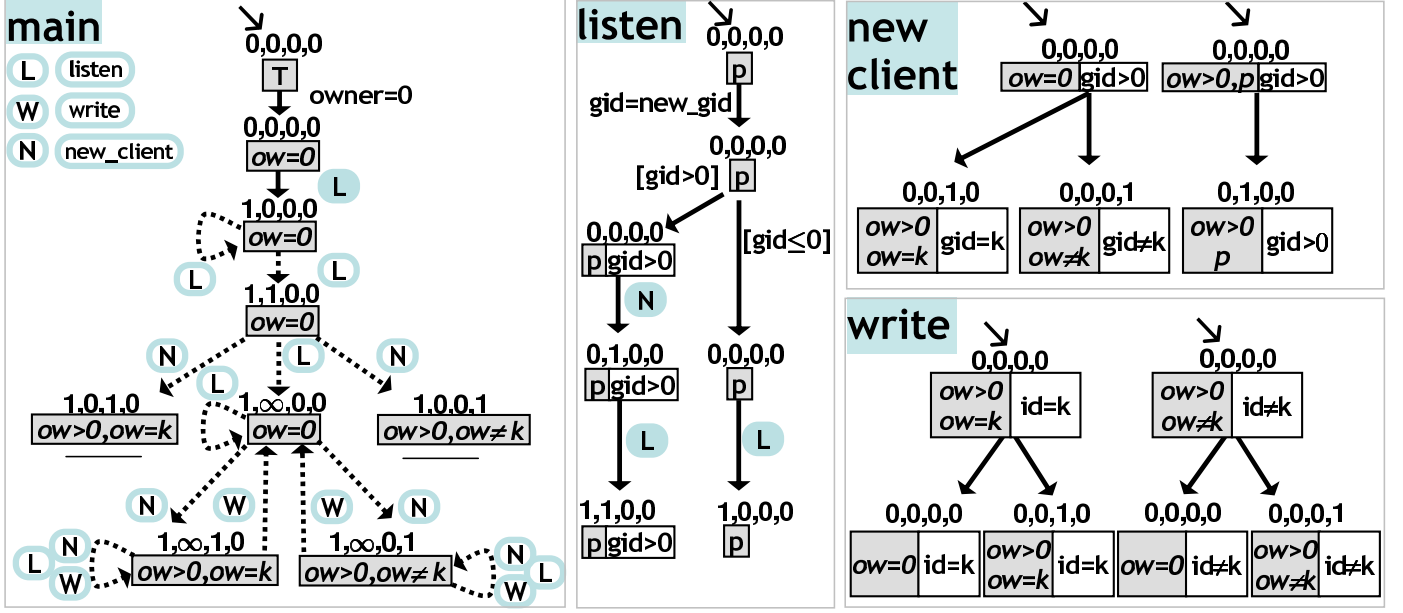 main
L listen
W write
N new_client
0,0,0,0
T
owner=0
0,0,0,0
ow=0
L
1,0,0,0
ow=0
L
L
1,1,0,0
ow=0
N
L
N
L
1,0,1,0
ow>0,ow=k
1,∞,0,0
ow=0
1,0,0,1
ow>0,ow≠k
N
W
W
N
L
N
W
1,∞,1,0
ow>0,ow=k
1,∞,0,1
ow>0,ow≠k
N
W
L
listen
0,0,0,0
p
gid=new_gid
0,0,0,0
[gid>0]
p
[gid≤0]
0,0,0,0
p gid>0
N
0,1,0,0
p gid>0
0,0,0,0
p
L
L
1,1,0,0
p gid>0
1,0,0,0
p
new
client
0,0,0,0
ow=0 gid>0
0,0,0,0
ow>0,p gid>0
0,0,1,0
ow>0
ow=k
gid=k
0,0,0,1
ow>0
ow≠k
gid≠k
0,1,0,0
ow>0
p
gid>0
write
0,0,0,0
ow>0
ow=k
id=k
0,0,0,0
ow>0
ow≠k
id≠k
0,0,0,0
ow=0 id=k
0,0,1,0
ow>0
ow=k
id=k
0,0,0,0
ow=0 id≠k
0,0,0,1
ow>0
ow≠k
id≠k